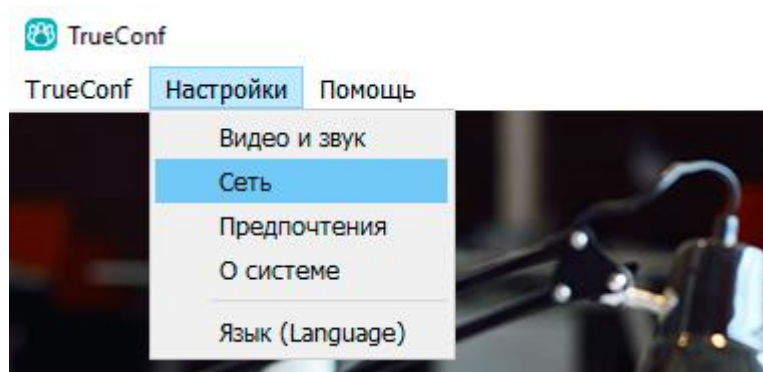 TrueConf
TrueConf Настройки Помощь
Видео и звук
Сеть
Предпочтения
О системе
Язык (Language)